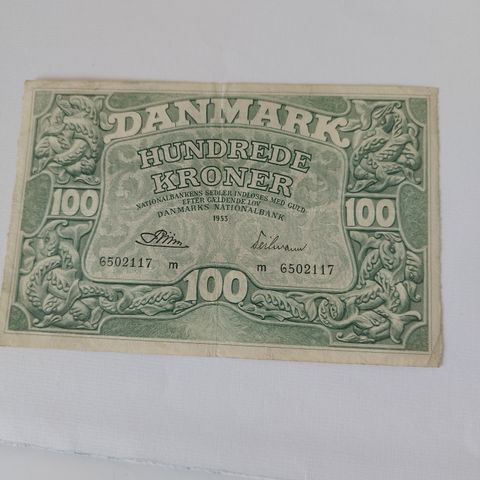 DANMARK
HUNDREDE
KRONER
NATIONALBANKENS SEDLER INDLØSES MED GULD
EFTER GÆLDENDE LOV
DANMARKS NATIONALBANK
1955
100 100
6502117 m m 6502117
100